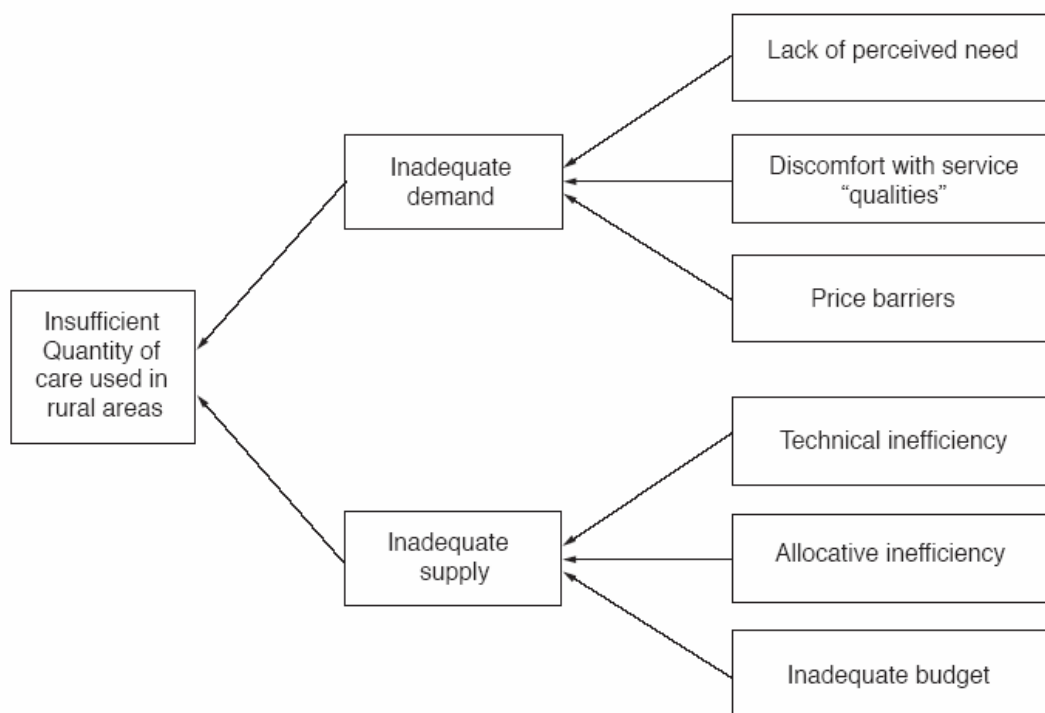 Lack of perceived need
Inadequate
demand
Discomfort with service
“qualities”
Price barriers
Insufficient
Quantity of
care used in
rural areas
Technical inefficiency
Inadequate
supply
Allocative inefficiency
Inadequate budget